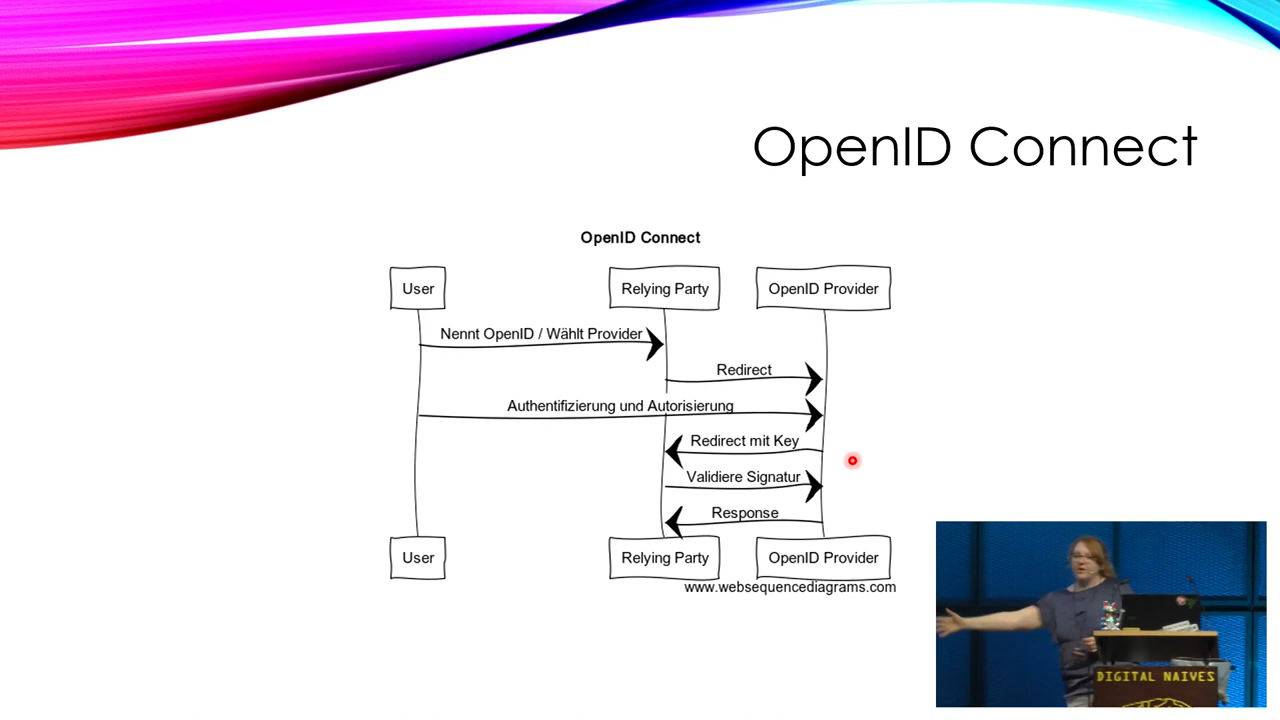 OpenID Connect
OpenID Connect
User
Relying Party
OpenID Provider
Nennt OpenID / Wählt Provider
Redirect
Authentifizierung und Autorisierung
Redirect mit Key
Validiere Signatur
Response
User
Relying Party
OpenID Provider
www.websequencediagrams.com
DIGITAL NAIVES